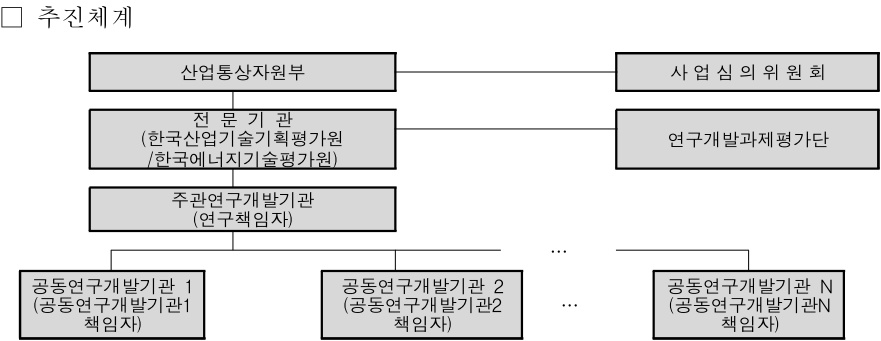 □ 추진체계
산업통상자원부
사 업 심 의 위 원 회
전 문 기 관
(한국산업기술기획평가원
/한국에너지기술평가원)
연구개발과제평가단
주관연구개발기관
(연구책임자)
...
공동연구개발기관 1
(공동연구개발기관1
책임자)
공동연구개발기관 2
(공동연구개발기관2
책임자)
...
공동연구개발기관 N
(공동연구개발기관N
책임자)